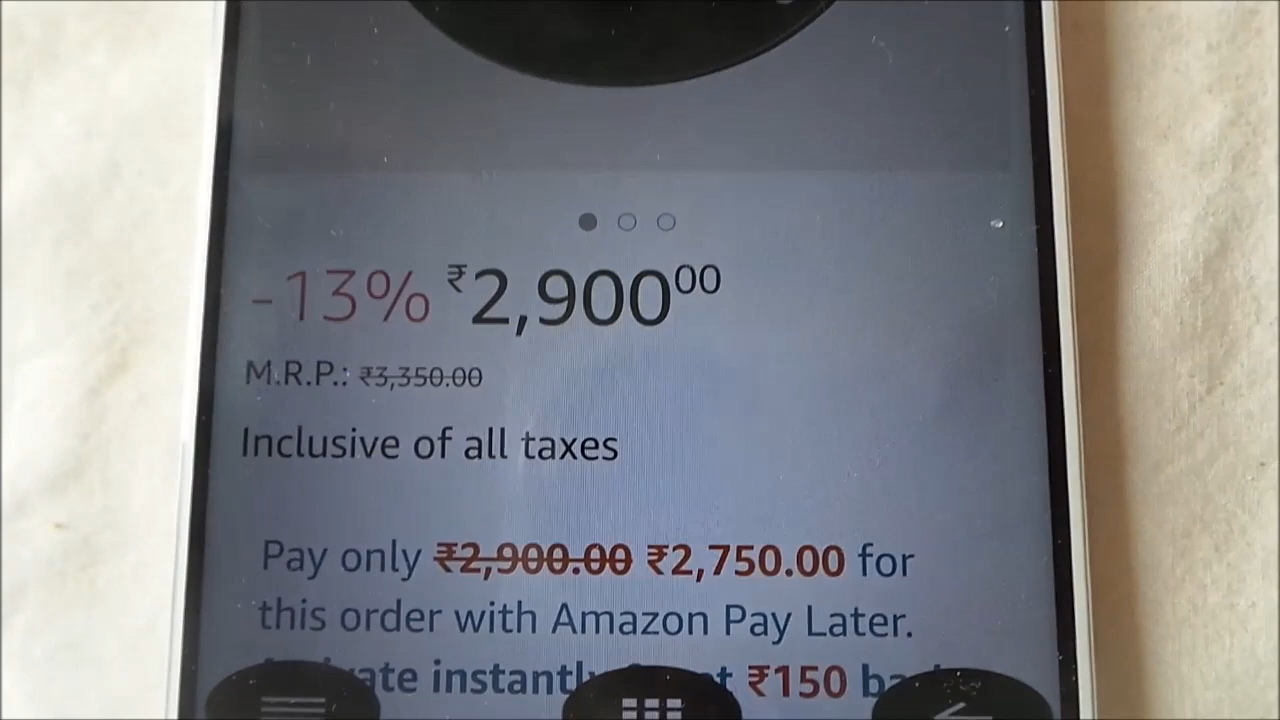 -13% ₹2,900⁰⁰
M.R.P.: ₹3,350.00
Inclusive of all taxes
Pay only ₹2,900.00 ₹2,750.00 for
this order with Amazon Pay Later.
instantly ₹150